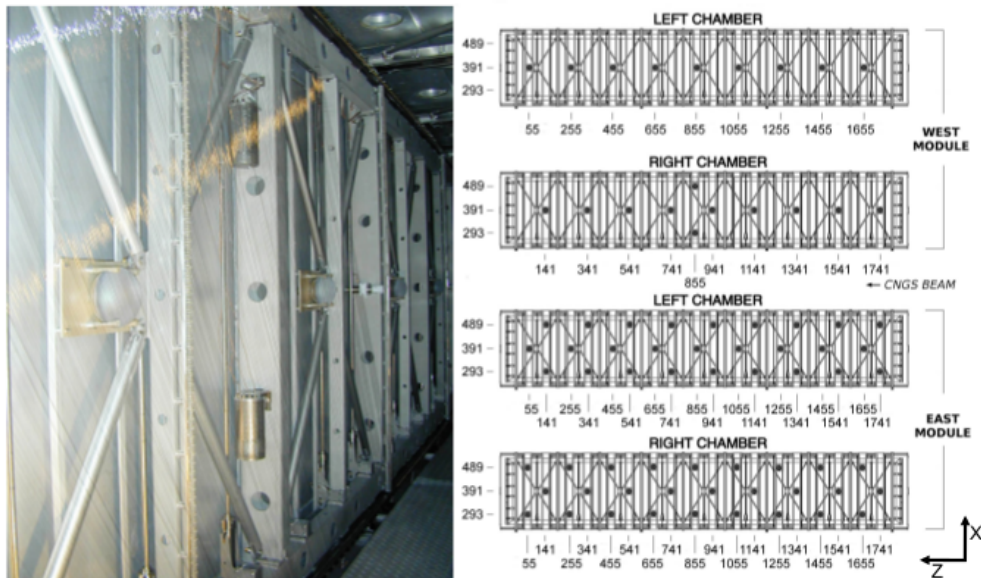 LEFT CHAMBER
489
391
293
55 255 455 655 855 1055 1255 1455 1655
WEST MODULE
RIGHT CHAMBER
489
391
293
141 341 541 741 941 1141 1341 1541 1741
855
CNGS BEAM
LEFT CHAMBER
489
391
293
55 255 455 655 855 1055 1255 1455 1655
141 341 541 741 941 1141 1341 1541 1741
EAST MODULE
RIGHT CHAMBER
489
391
293
141 341 541 741 941 1141 1341 1541 1741
55 255 455 655 855 1055 1255 1455 1655
X
Z